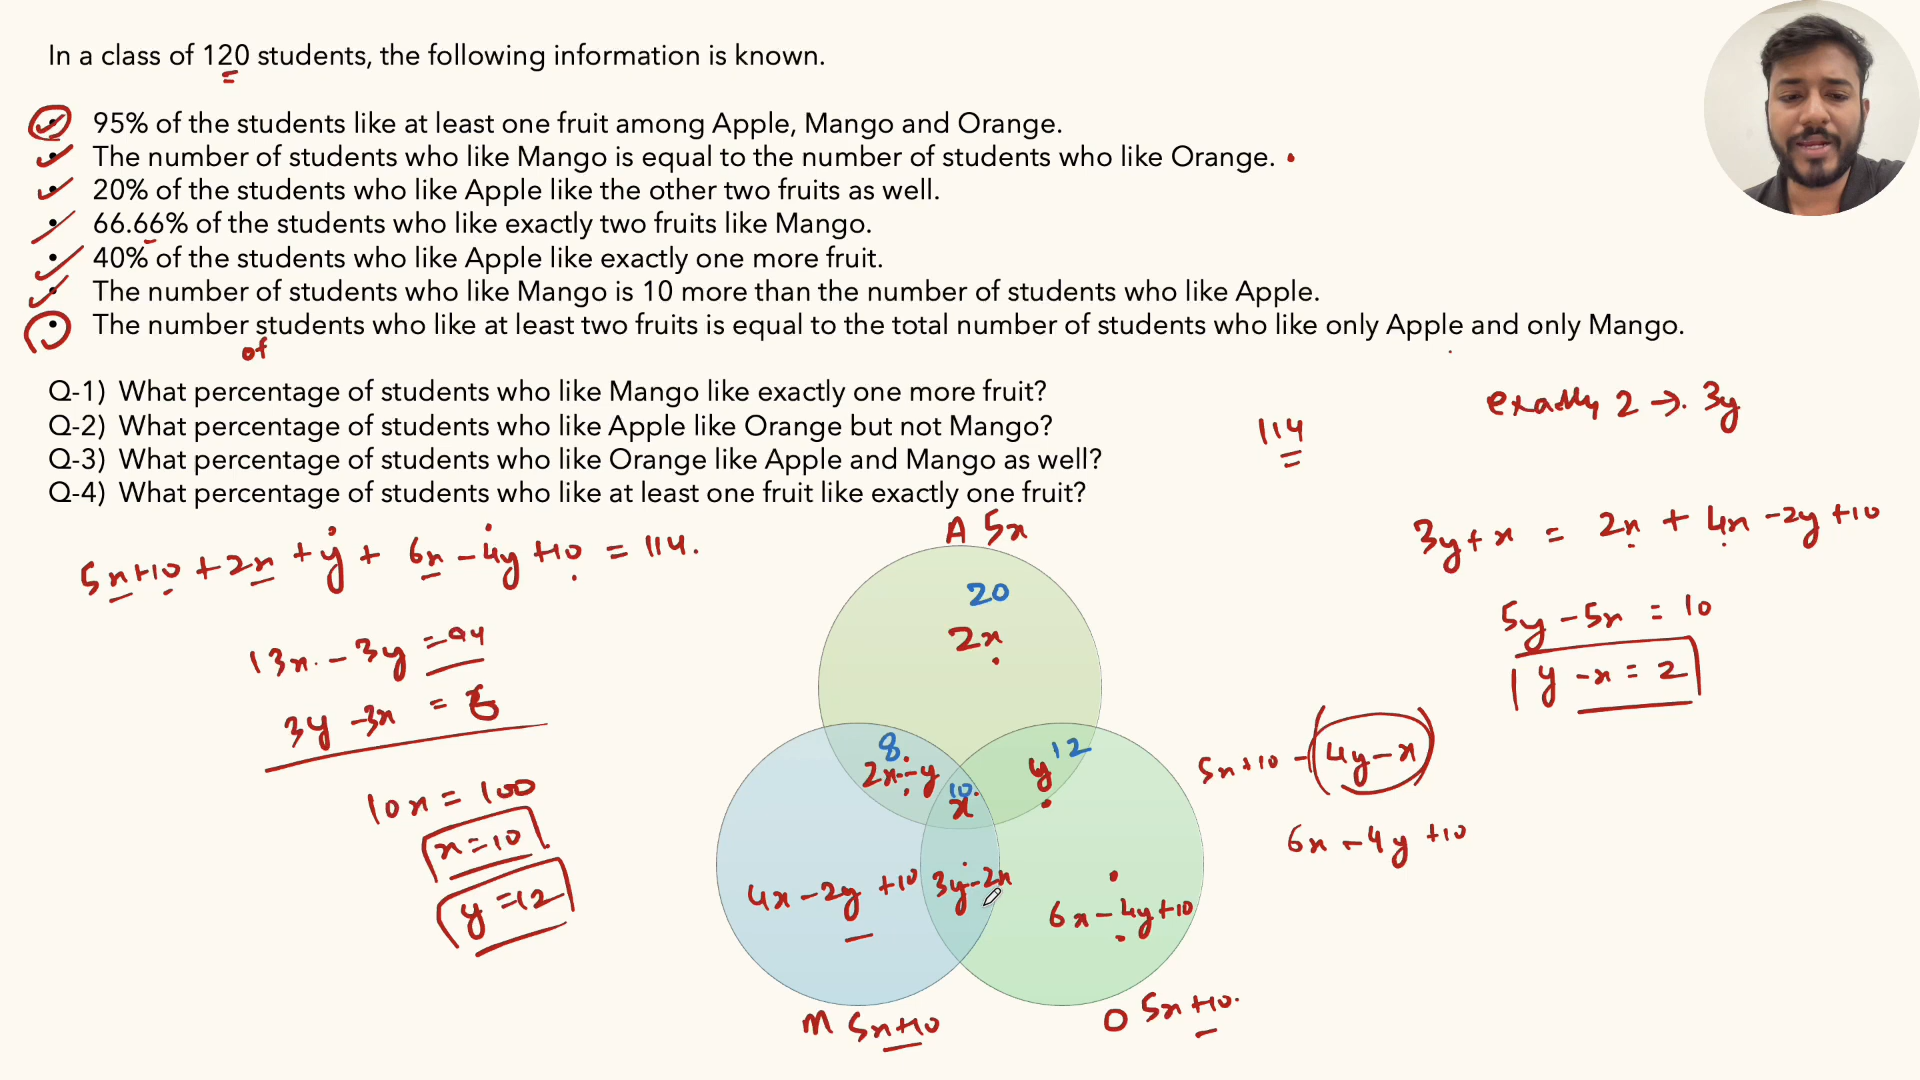 In a class of 120 students, the following information is known.
• 95% of the students like at least one fruit among Apple, Mango and Orange.
• The number of students who like Mango is equal to the number of students who like Orange.
• 20% of the students who like Apple like the other two fruits as well.
• 66.66% of the students who like exactly two fruits like Mango.
• 40% of the students who like Apple like exactly one more fruit.
• The number of students who like Mango is 10 more than the number of students who like Apple.
• The number students who like at least two fruits is equal to the total number of students who like only Apple and only Mango.
of
Q-1) What percentage of students who like Mango like exactly one more fruit?
Q-2) What percentage of students who like Apple like Orange but not Mango?
Q-3) What percentage of students who like Orange like Apple and Mango as well?
Q-4) What percentage of students who like at least one fruit like exactly one fruit?
exactly 2 → 3y
114
5x+10 + 2x + y + 6x - 4y +10 = 114.
13x - 3y = 94
3y - 3x = 6
10x = 100
x = 10
y = 12
A 5x
20
2x
8
2x - y
y 12
10
x
4x - 2y + 10
3y - 2x
6x - 4y + 10
M 5x+10
O 5x+10
3y + x = 2x + 4x - 2y + 10
5y - 5x = 10
y - x = 2
5x+10 - (4y - x)
6x - 4y + 10